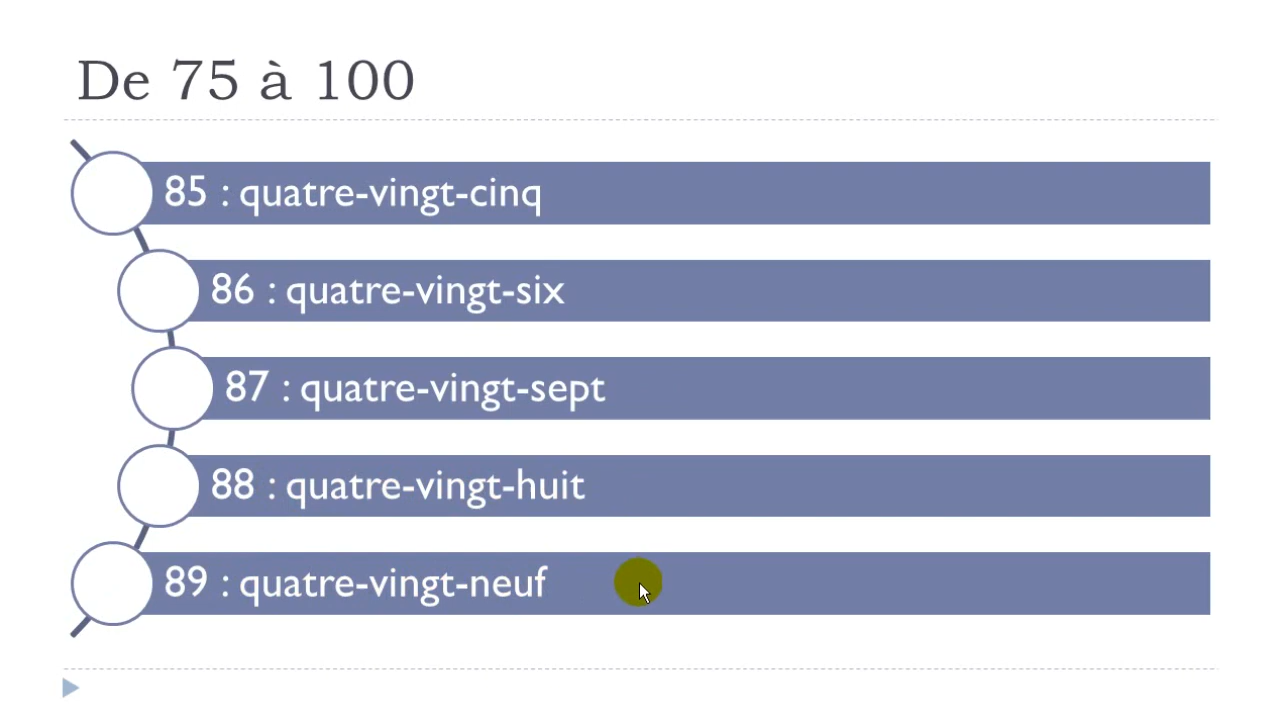 De 75 à 100
85 : quatre-vingt-cinq
86 : quatre-vingt-six
87 : quatre-vingt-sept
88 : quatre-vingt-huit
89 : quatre-vingt-neuf